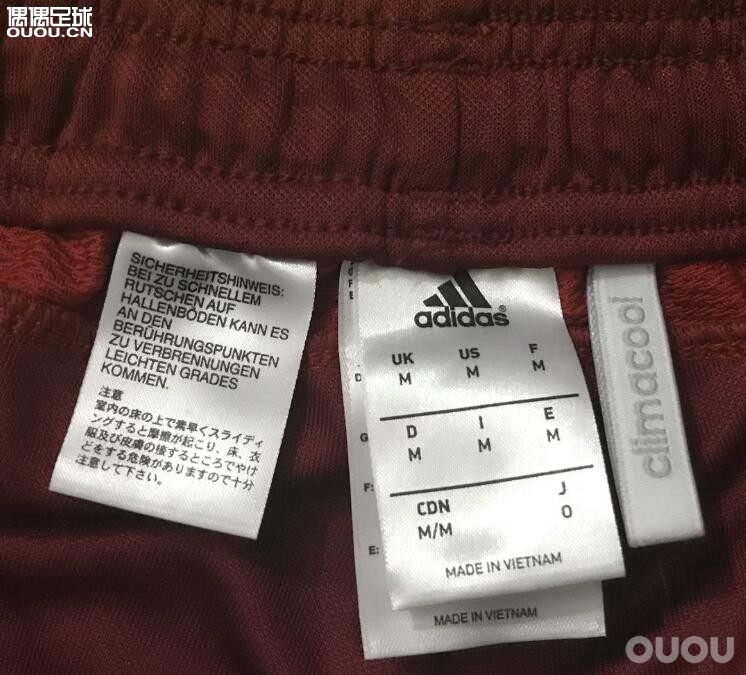 偶偶足球
OUOU.CN
SICHERHEITSHINWEIS:
BEI ZU SCHNELLEM
RUTSCHEN AUF
HALLENBÖDEN KANN ES
AN DEN
BERÜHRUNGSPUNKTEN
ZU VERBRENNUNGEN
LEICHTEN GRADES
KOMMEN.
注意
室内の床の上で素早くスライディ
ングすると摩擦が起こり、床、衣
服及び皮膚の接するところでやけ
どをする危険がありますので十分
注意して下さい。
adidas®
UK US F
M M M
D I E
M M M
CDN J
M/M O
MADE IN VIETNAM
G
F:
E:
MADE IN VIETNAM
climacool
OUOU